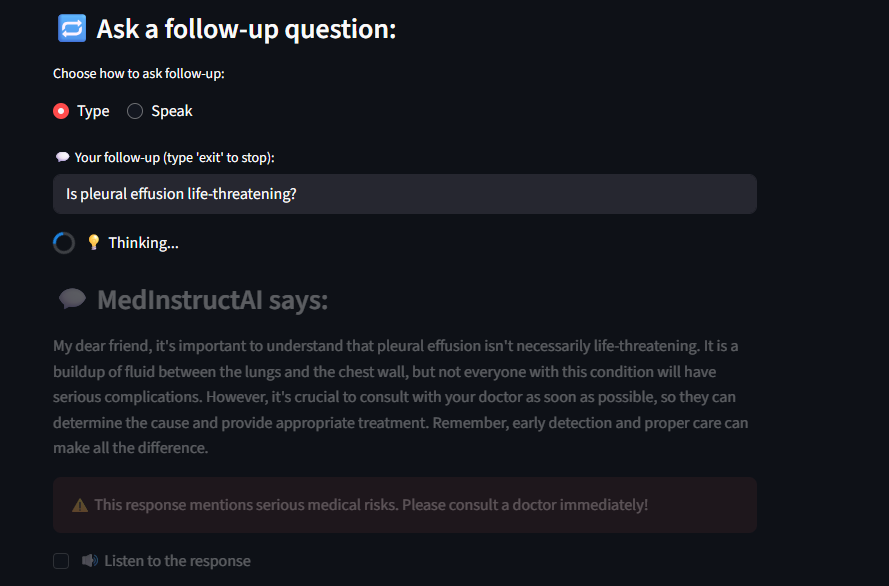 🔁 Ask a follow-up question:
Choose how to ask follow-up:
Type Speak
💬 Your follow-up (type 'exit' to stop):
Is pleural effusion life-threatening?
💡 Thinking...
💬 MedInstructAI says:
My dear friend, it's important to understand that pleural effusion isn't necessarily life-threatening. It is a
buildup of fluid between the lungs and the chest wall, but not everyone with this condition will have
serious complications. However, it's crucial to consult with your doctor as soon as possible, so they can
determine the cause and provide appropriate treatment. Remember, early detection and proper care can
make all the difference.
⚠️ This response mentions serious medical risks. Please consult a doctor immediately!
🔊 Listen to the response